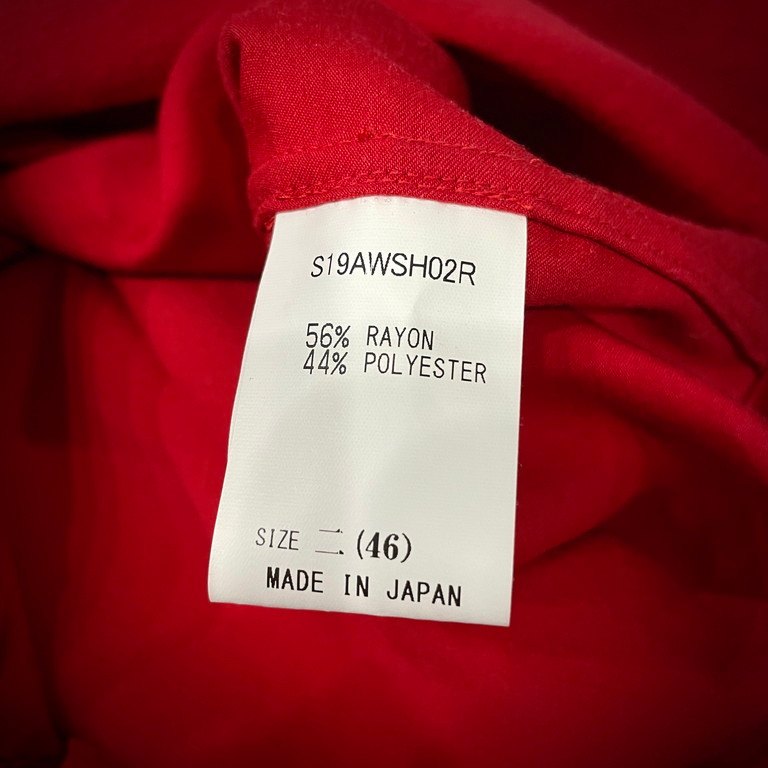 S19AWSH02R
56% RAYON
44% POLYESTER
SIZE 二 (46)
MADE IN JAPAN